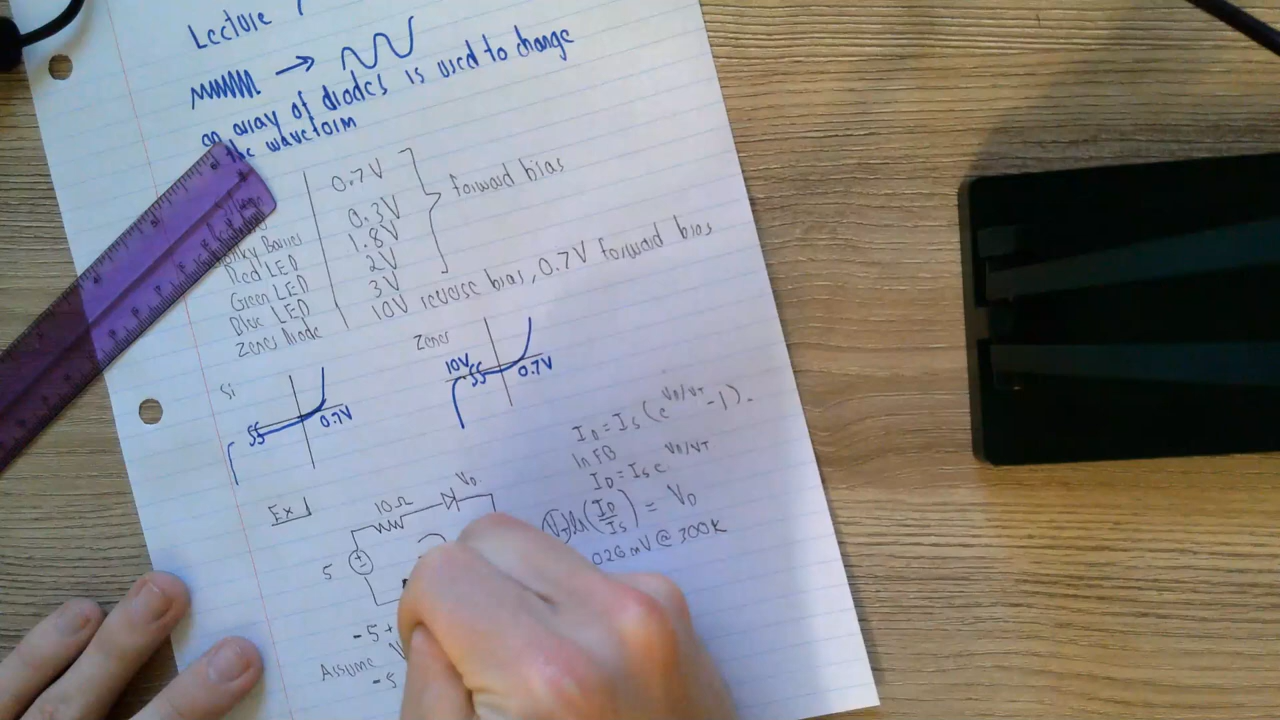 Lecture
an array of diodes is used to change
the waveform
0.7V
forward bias
0.3V
Red LED 1.8V
Green LED 2V
Blue LED 3V
Zener Diode 10V reverse bias, 0.7V forward bias
Si
0.7V
Zener
10V
0.7V
I_D = I_S (e^{V_D/V_T} - 1).
In FB
I_D = I_S e^{V_D/V_T}
V_T ln(I_D/I_S) = V_D
026 mV @ 300K
Ex
10Ω
V_D
5
-5 +
Assume V
-5